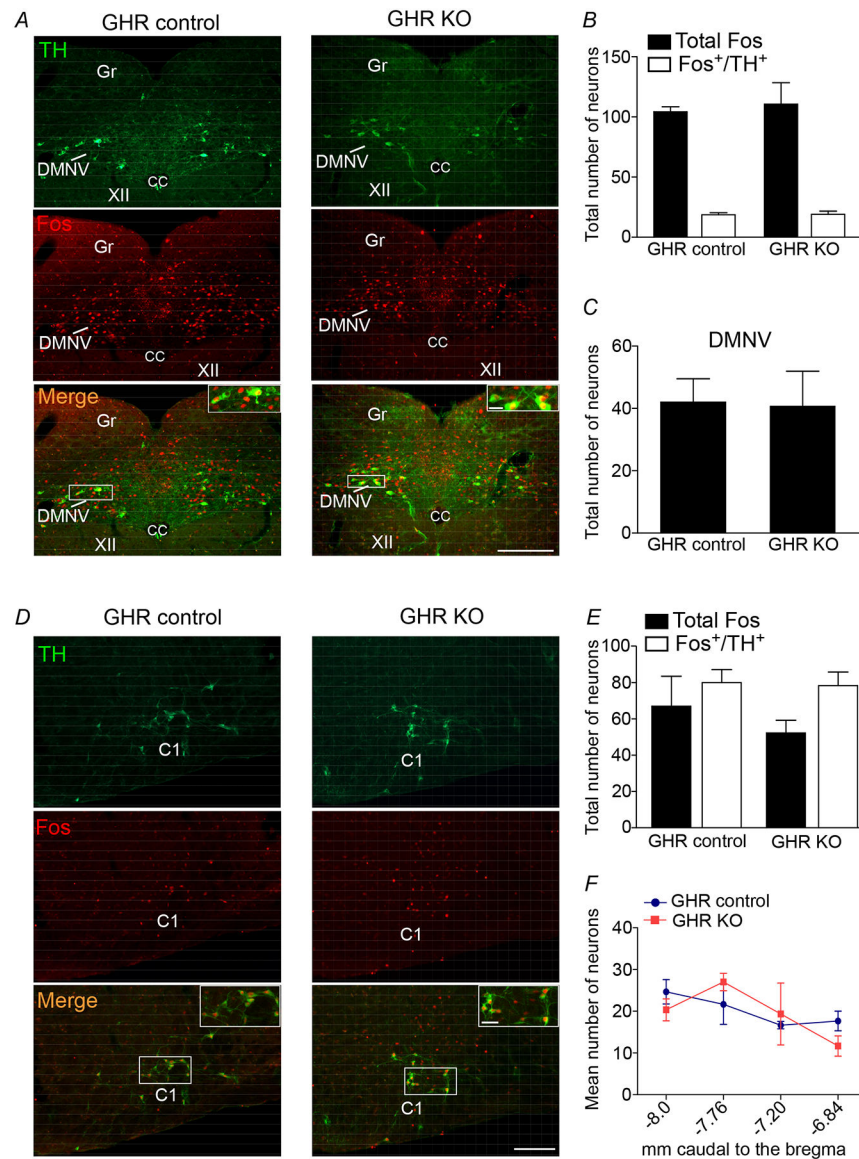 A
GHR control
GHR KO
TH
Gr
DMNV
XII
CC
Gr
DMNV
XII
CC
Fos
Gr
DMNV
CC
XII
Gr
DMNV
CC
XII
Merge
Gr
DMNV
CC
XII
Gr
DMNV
CC
XII
B
Total Fos
Fos+/TH+
Total number of neurons
150
100
50
0
GHR control
GHR KO
C
DMNV
Total number of neurons
60
40
20
0
GHR control
GHR KO
D
GHR control
GHR KO
TH
C1
C1
Fos
C1
C1
Merge
C1
C1
E
Total Fos
Fos+/TH+
Total number of neurons
100
80
60
40
20
0
GHR control
GHR KO
F
GHR control
GHR KO
Mean number of neurons
40
30
20
10
0
-8.0
-7.76
-7.20
-6.84
mm caudal to the bregma